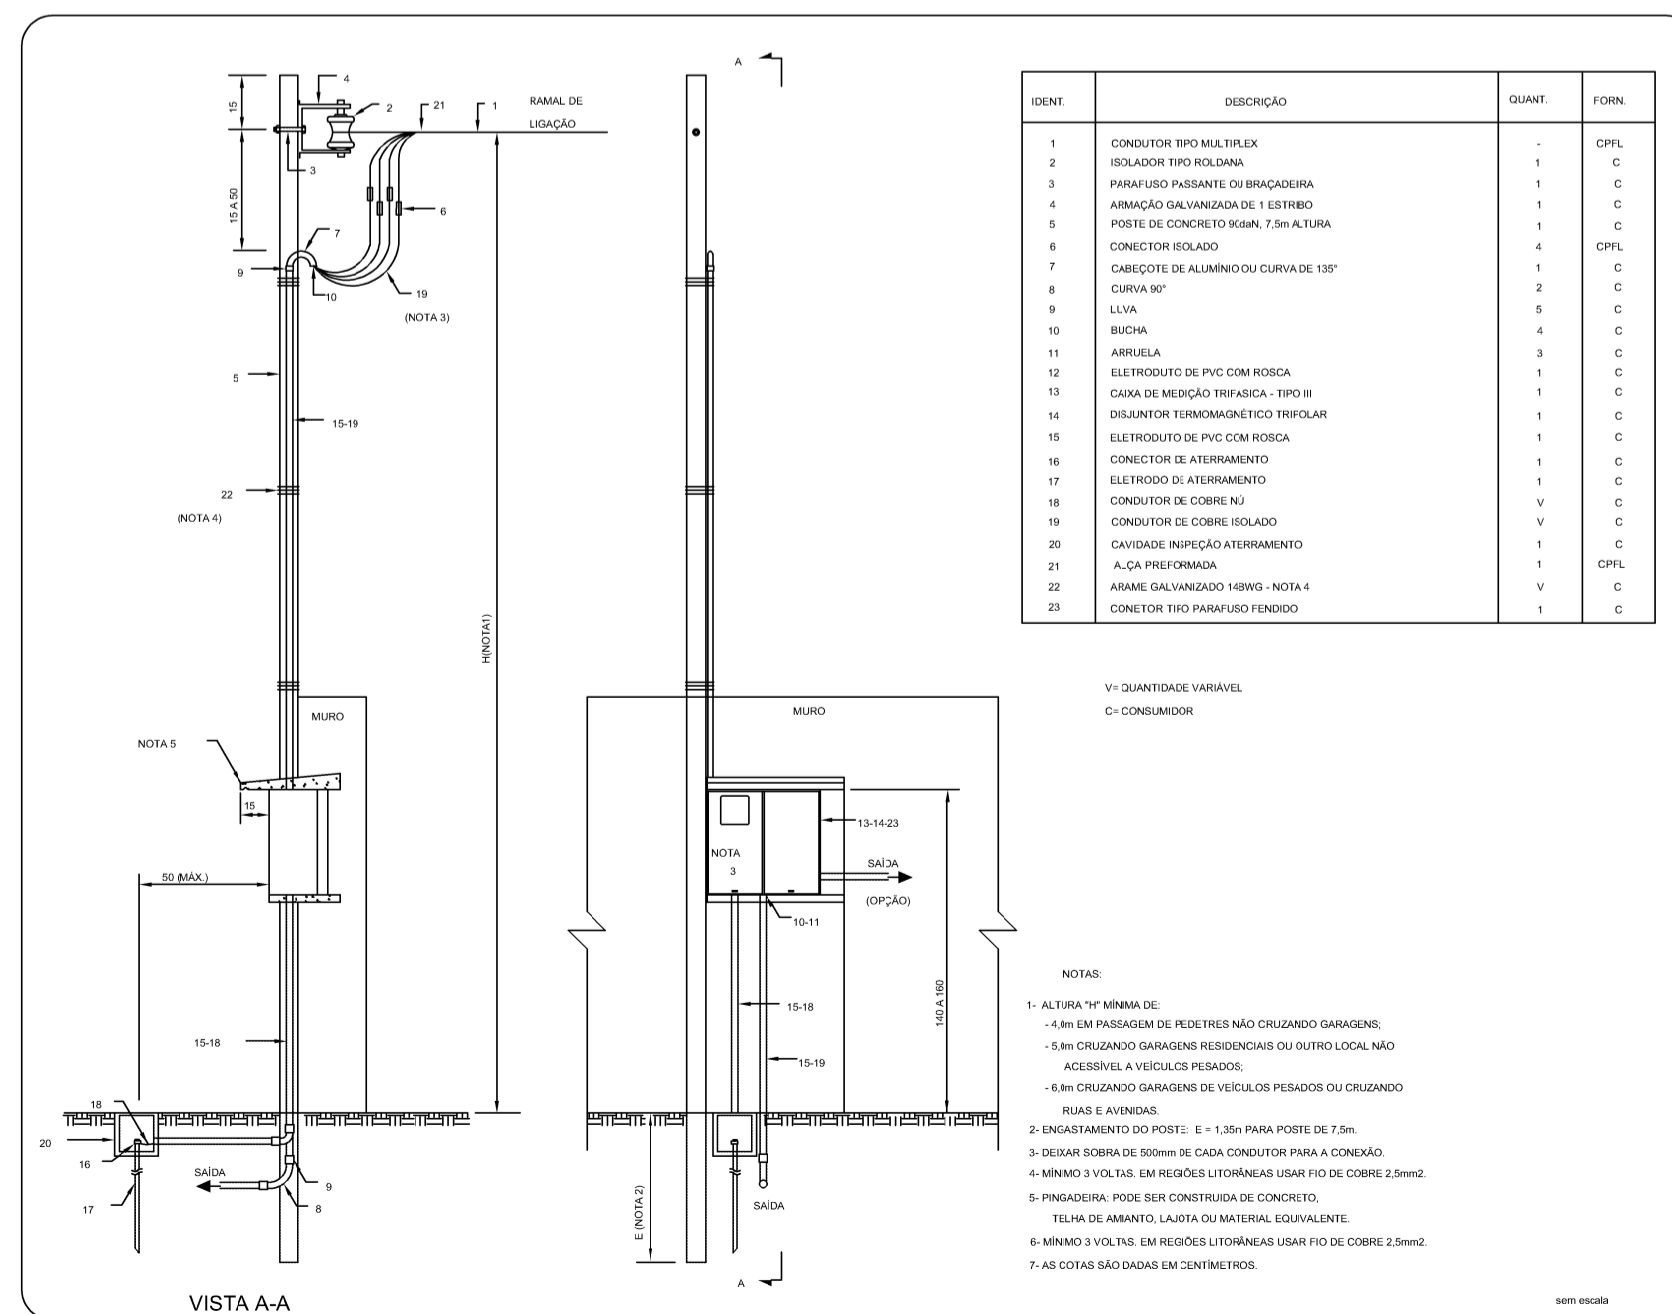 A
15
4
2
21
1
RAMAL DE
LIGAÇÃO
3
15 A 50
6
7
9
10
19
(NOTA 3)
5
15-19
22
(NOTA 4)
H(NOTA1)
MURO
NOTA 5
15
50 (MÁX.)
15-18
18
20
16
SAÍDA
17
9
8
VISTA A-A
MURO
NOTA
3
13-14-23
SAÍDA
(OPÇÃO)
10-11
140 A 160
15-18
15-19
E (NOTA 2)
SAÍDA
A
IDENT. DESCRIÇÃO QUANT. FORN.
1 CONDUTOR TIPO MULTIPLEX - CPFL
2 ISOLADOR TIPO ROLDANA 1 C
3 PARAFUSO PASSANTE OU BRAÇADEIRA 1 C
4 ARMAÇÃO GALVANIZADA DE 1 ESTRIBO 1 C
5 POSTE DE CONCRETO 90daN, 7,5m ALTURA 1 C
6 CONECTOR ISOLADO 4 CPFL
7 CABEÇOTE DE ALUMÍNIO OU CURVA DE 135° 1 C
8 CURVA 90° 2 C
9 LUVA 5 C
10 BUCHA 4 C
11 ARRUELA 3 C
12 ELETRODUTO DE PVC COM ROSCA 1 C
13 CAIXA DE MEDIÇÃO TRIFASICA - TIPO III 1 C
14 DISJUNTOR TERMOMAGNÉTICO TRIPOLAR 1 C
15 ELETRODUTO DE PVC COM ROSCA 1 C
16 CONECTOR DE ATERRAMENTO 1 C
17 ELETRODO DE ATERRAMENTO 1 C
18 CONDUTOR DE COBRE NÚ V C
19 CONDUTOR DE COBRE ISOLADO V C
20 CAVIDADE INSPEÇÃO ATERRAMENTO 1 C
21 ALÇA PREFORMADA 1 CPFL
22 ARAME GALVANIZADO 14BWG - NOTA 4 V C
23 CONETOR TIPO PARAFUSO FENDIDO 1 C
V= QUANTIDADE VARIÁVEL
C= CONSUMIDOR
NOTAS:
1- ALTURA "H" MÍNIMA DE:
- 4,0m EM PASSAGEM DE PEDETRES NÃO CRUZANDO GARAGENS;
- 5,0m CRUZANDO GARAGENS RESIDENCIAIS OU OUTRO LOCAL NÃO
ACESSÍVEL A VEÍCULOS PESADOS;
- 6,0m CRUZANDO GARAGENS DE VEÍCULOS PESADOS OU CRUZANDO
RUAS E AVENIDAS.
2- ENGASTAMENTO DO POSTE: E = 1,35m PARA POSTE DE 7,5m.
3- DEIXAR SOBRA DE 500mm DE CADA CONDUTOR PARA A CONEXÃO.
4- MÍNIMO 3 VOLTAS. EM REGIÕES LITORÂNEAS USAR FIO DE COBRE 2,5mm2.
5- PINGADEIRA: PODE SER CONSTRUIDA DE CONCRETO,
TELHA DE AMIANTO, LAJOTA OU MATERIAL EQUIVALENTE.
6- MÍNIMO 3 VOLTAS. EM REGIÕES LITORÂNEAS USAR FIO DE COBRE 2,5mm2.
7- AS COTAS SÃO DADAS EM CENTÍMETROS.
sem escala